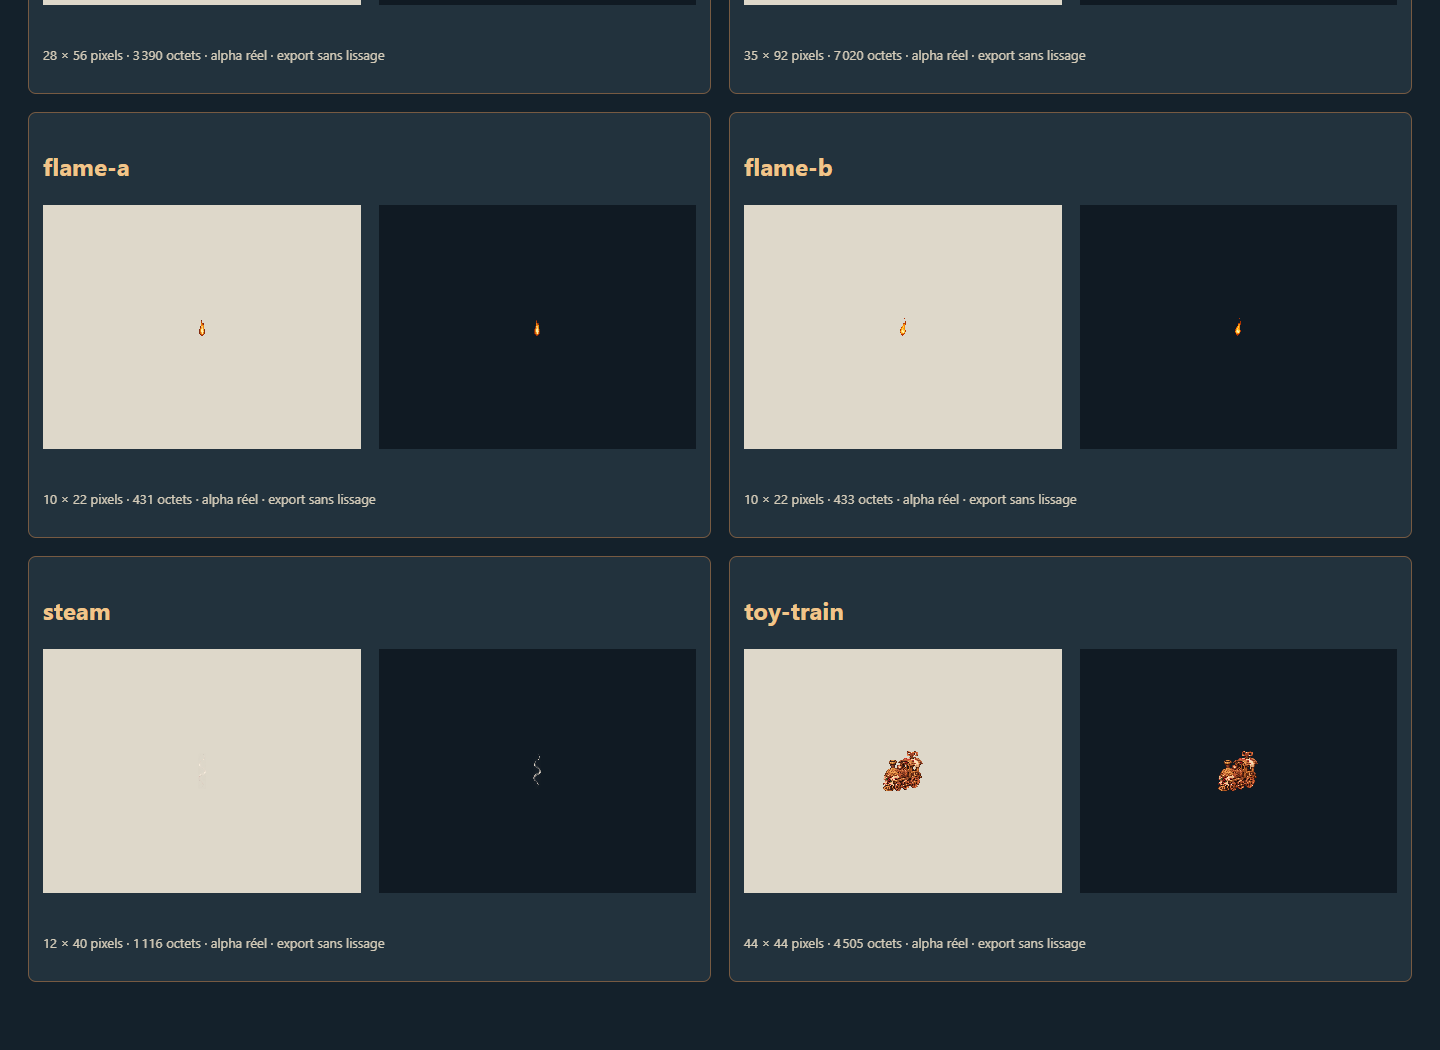 28 × 56 pixels · 3 390 octets · alpha réel · export sans lissage
35 × 92 pixels · 7 020 octets · alpha réel · export sans lissage
flame-a
flame-b
10 × 22 pixels · 431 octets · alpha réel · export sans lissage
10 × 22 pixels · 433 octets · alpha réel · export sans lissage
steam
toy-train
12 × 40 pixels · 1 116 octets · alpha réel · export sans lissage
44 × 44 pixels · 4 505 octets · alpha réel · export sans lissage